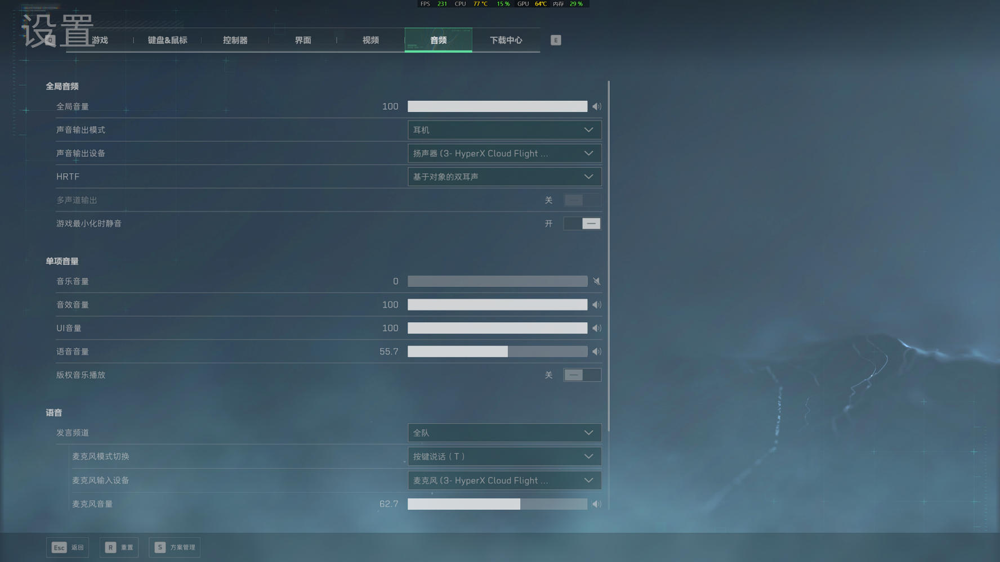 FPS 231 CPU 77 °C 15 % GPU 64°C 内存 29 %
设置
Q 游戏 键盘&鼠标 控制器 界面 视频 音频 下载中心 E
全局音频
全局音量 100
声音输出模式 耳机
声音输出设备 扬声器 (3- HyperX Cloud Flight ...
HRTF 基于对象的双耳声
多声道输出 关
游戏最小化时静音 开
单项音量
音乐音量 0
音效音量 100
UI音量 100
语音音量 55.7
版权音乐播放 关
语音
发言频道 全队
麦克风模式切换 按键说话 ( T )
麦克风输入设备 麦克风 (3- HyperX Cloud Flight ...
麦克风音量 62.7
Esc 返回 R 重置 S 方案管理